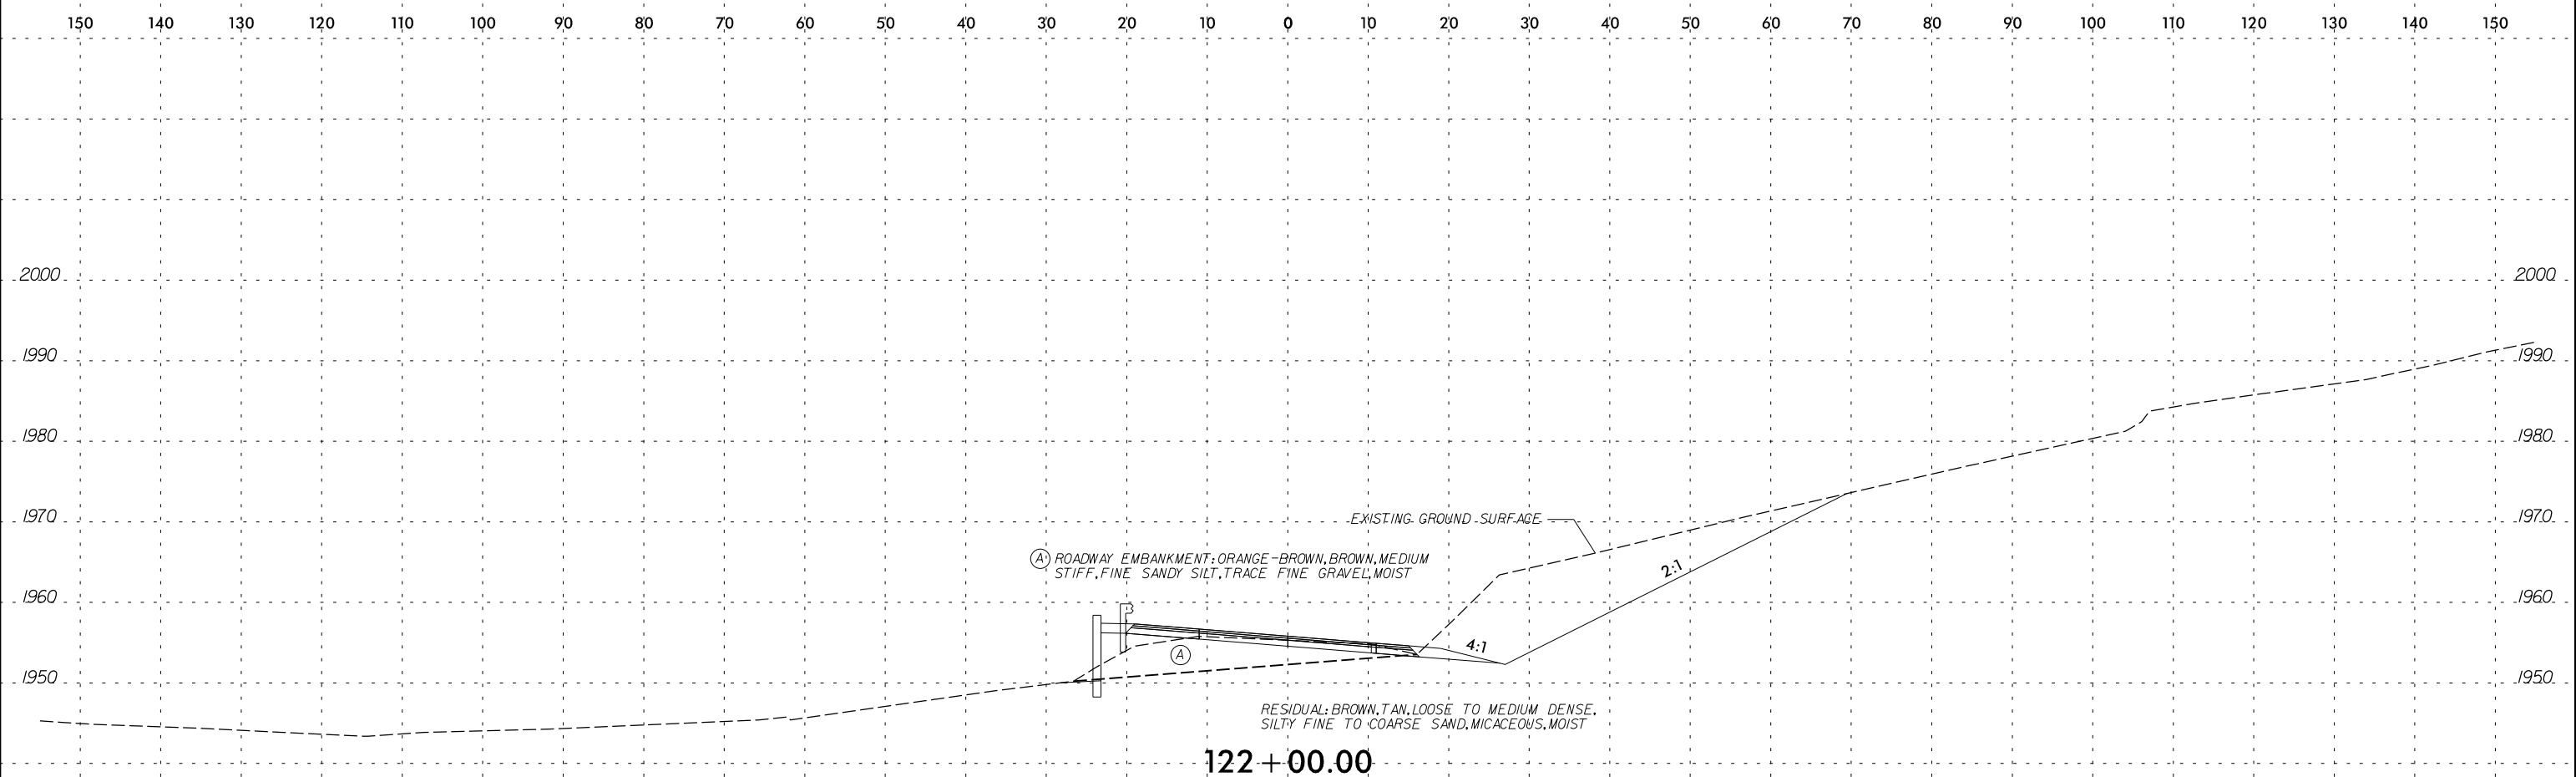 150 140 130 120 110 100 90 80 70 60 50 40 30 20 10 0 10 20 30 40 50 60 70 80 90 100 110 120 130 140 150
2000 2000
1990 1990
1980 1980
1970 EXISTING GROUND SURFACE 1970
A ROADWAY EMBANKMENT: ORANGE-BROWN, BROWN, MEDIUM
STIFF, FINE SANDY SILT, TRACE FINE GRAVEL, MOIST
2:1
1960 1960
4:1
A
1950 1950
RESIDUAL: BROWN, TAN, LOOSE TO MEDIUM DENSE,
SILTY FINE TO COARSE SAND, MICACEOUS, MOIST
122+00.00